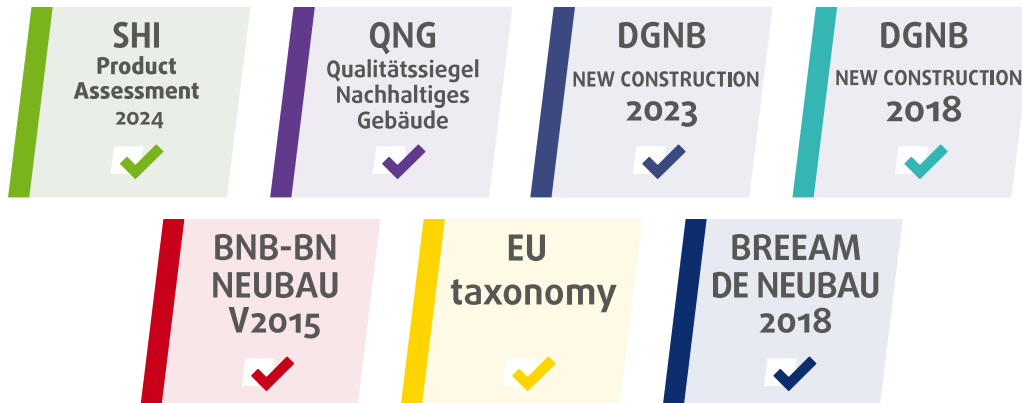 SHI
Product
Assessment
2024
QNG
Qualitätssiegel
Nachhaltiges
Gebäude
DGNB
NEW CONSTRUCTION
2023
DGNB
NEW CONSTRUCTION
2018
BNB-BN
NEUBAU
V2015
EU
taxonomy
BREEAM
DE NEUBAU
2018